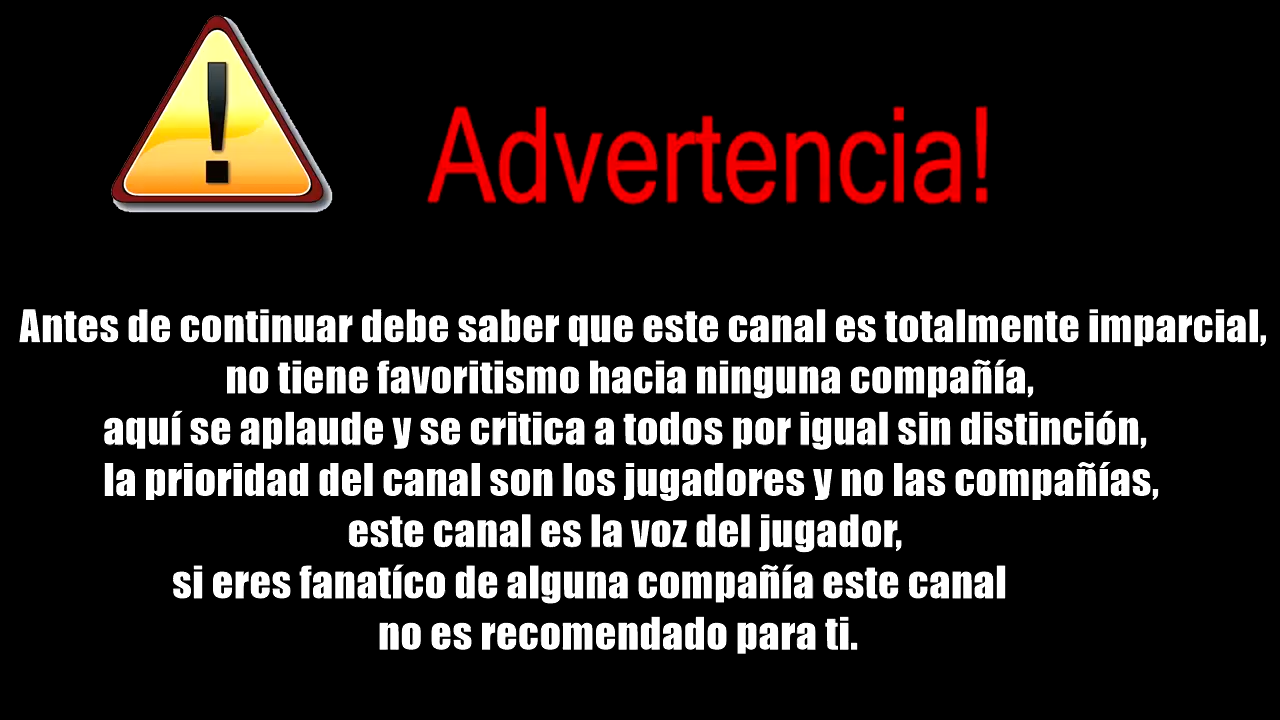 Advertencia!
Antes de continuar debe saber que este canal es totalmente imparcial,
no tiene favoritismo hacia ninguna compañía,
aquí se aplaude y se critica a todos por igual sin distinción,
la prioridad del canal son los jugadores y no las compañías,
este canal es la voz del jugador,
si eres fanatíco de alguna compañía este canal
no es recomendado para ti.